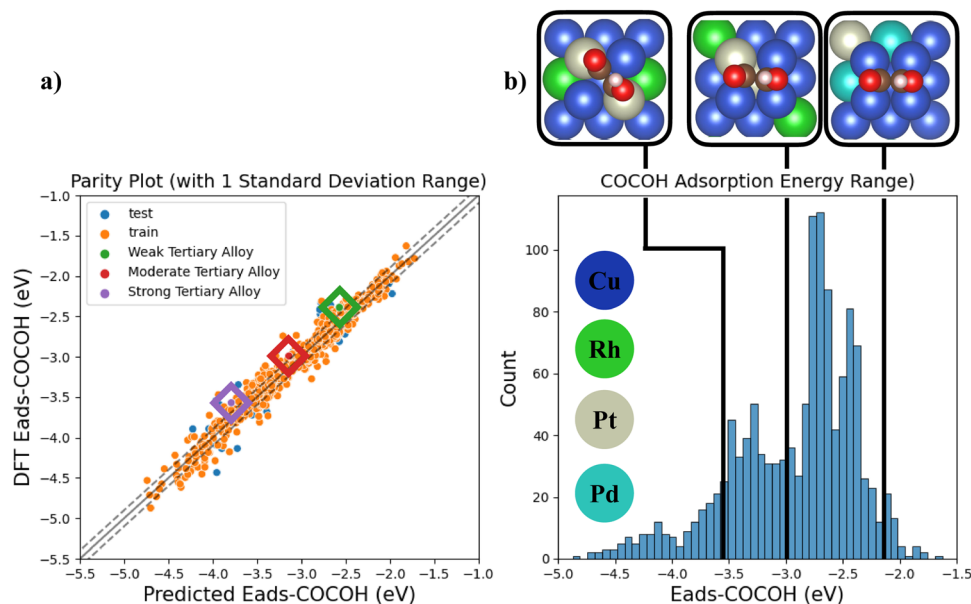 a)
Parity Plot (with 1 Standard Deviation Range)
−1.0
−1.5
−2.0
−2.5
−3.0
−3.5
−4.0
−4.5
−5.0
−5.5
DFT Eads-COCOH (eV)
test
train
Weak Tertiary Alloy
Moderate Tertiary Alloy
Strong Tertiary Alloy
−5.5 −5.0 −4.5 −4.0 −3.5 −3.0 −2.5 −2.0 −1.5 −1.0
Predicted Eads-COCOH (eV)
b)
COCOH Adsorption Energy Range)
100
80
60
40
20
0
Count
Cu
Rh
Pt
Pd
−5.0 −4.5 −4.0 −3.5 −3.0 −2.5 −2.0 −1.5
Eads-COCOH (eV)